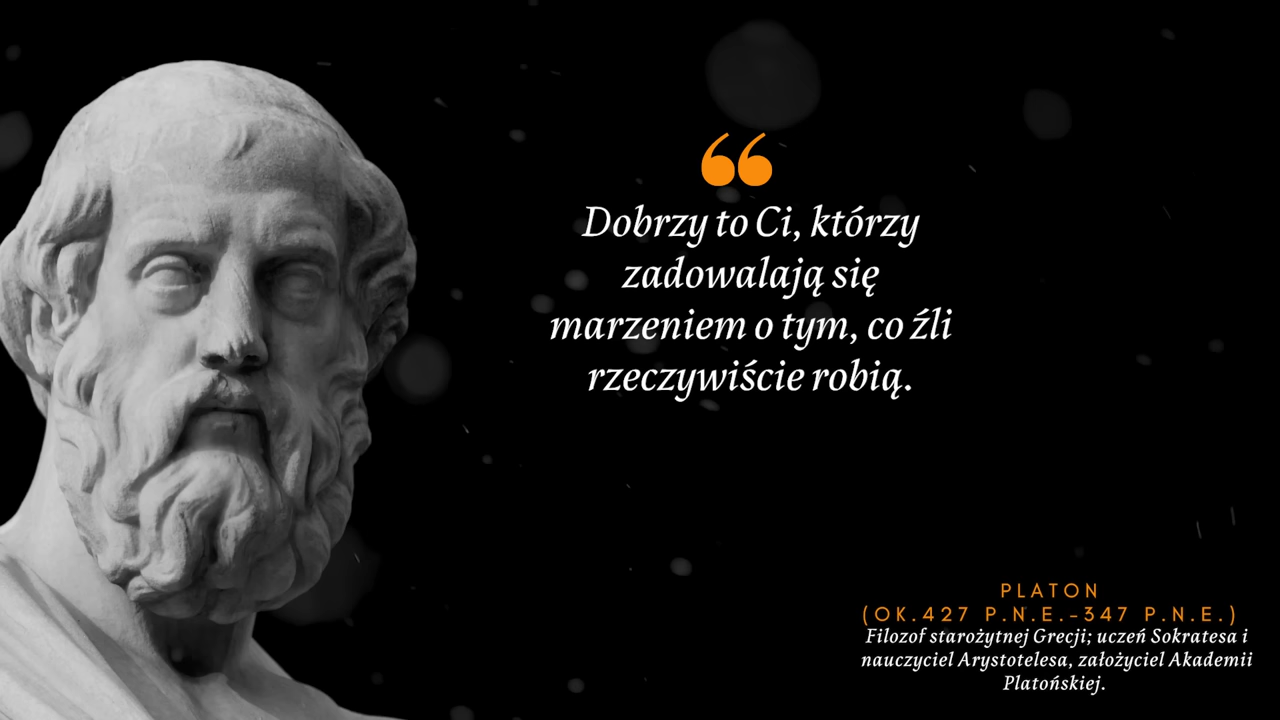 ❝
Dobrzy to Ci, którzy
zadowalają się
marzeniem o tym, co źli
rzeczywiście robią.
PLATON
(OK.427 P.N.E.-347 P.N.E.)
Filozof starożytnej Grecji; uczeń Sokratesa i
nauczyciel Arystotelesa, założyciel Akademii
Platońskiej.